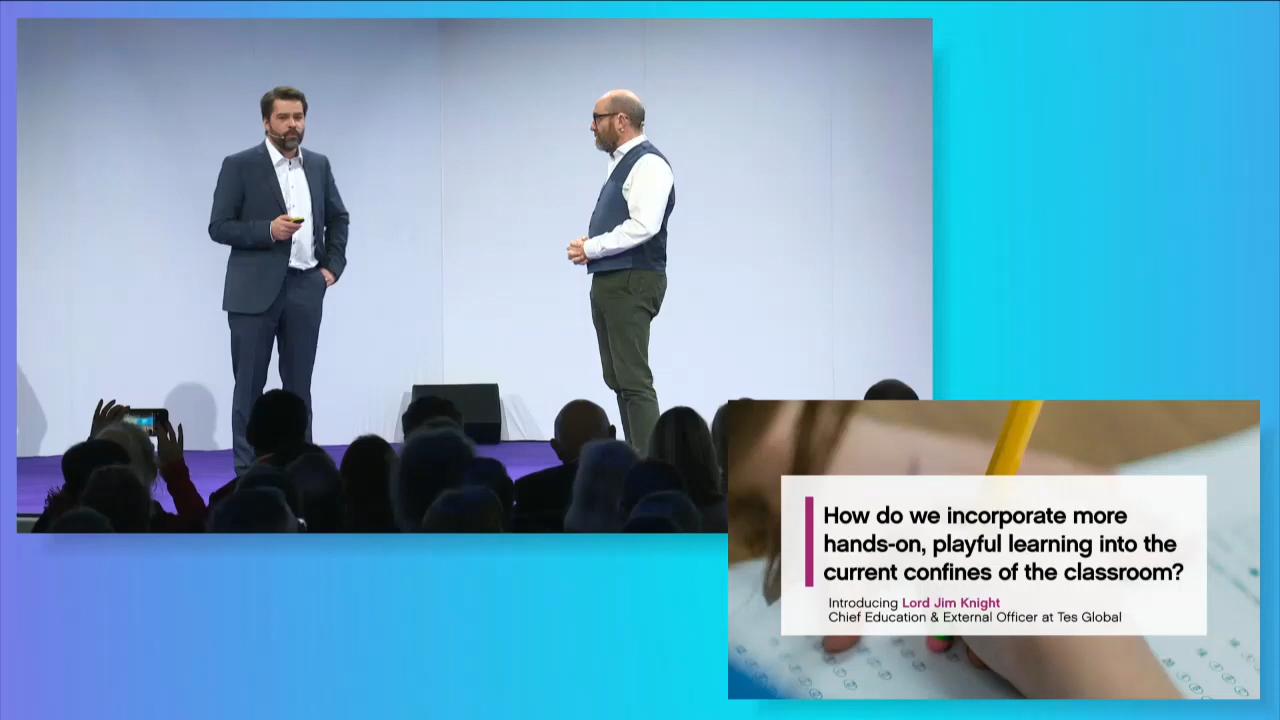 How do we incorporate more
hands-on, playful learning into the
current confines of the classroom?
Introducing Lord Jim Knight
Chief Education & External Officer at Tes Global